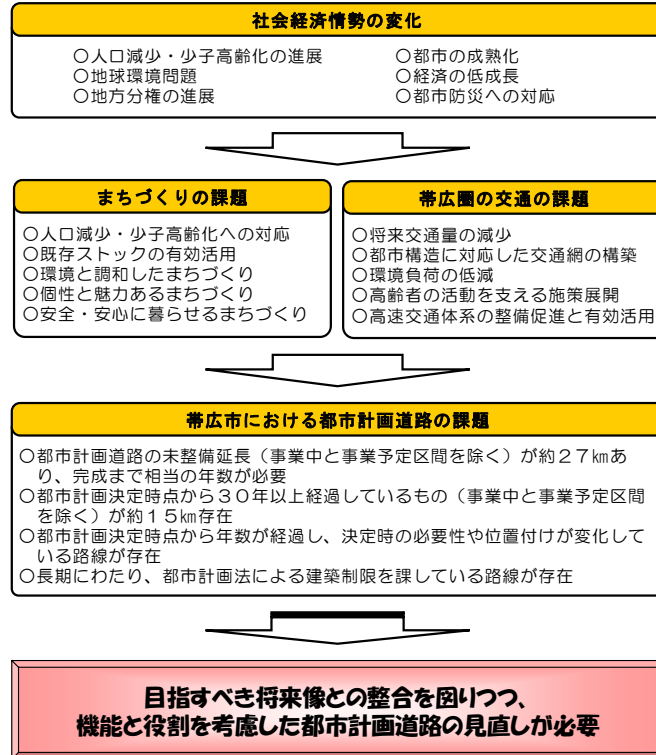 社会経済情勢の変化
○人口減少・少子高齢化の進展
○地球環境問題
○地方分権の進展
○都市の成熟化
○経済の低成長
○都市防災への対応
まちづくりの課題
○人口減少・少子高齢化への対応
○既存ストックの有効活用
○環境と調和したまちづくり
○個性と魅力あるまちづくり
○安全・安心に暮らせるまちづくり
帯広圏の交通の課題
○将来交通量の減少
○都市構造に対応した交通網の構築
○環境負荷の低減
○高齢者の活動を支える施策展開
○高速交通体系の整備促進と有効活用
帯広市における都市計画道路の課題
○都市計画道路の未整備延長（事業中と事業予定区間を除く）が約２７㎞あ
り、完成まで相当の年数が必要
○都市計画決定時点から３０年以上経過しているもの（事業中と事業予定区間
を除く）が約１５㎞存在
○都市計画決定時点から年数が経過し、決定時の必要性や位置付けが変化して
いる路線が存在
○長期にわたり、都市計画法による建築制限を課している路線が存在
目指すべき将来像との整合を図りつつ、
機能と役割を考慮した都市計画道路の見直しが必要